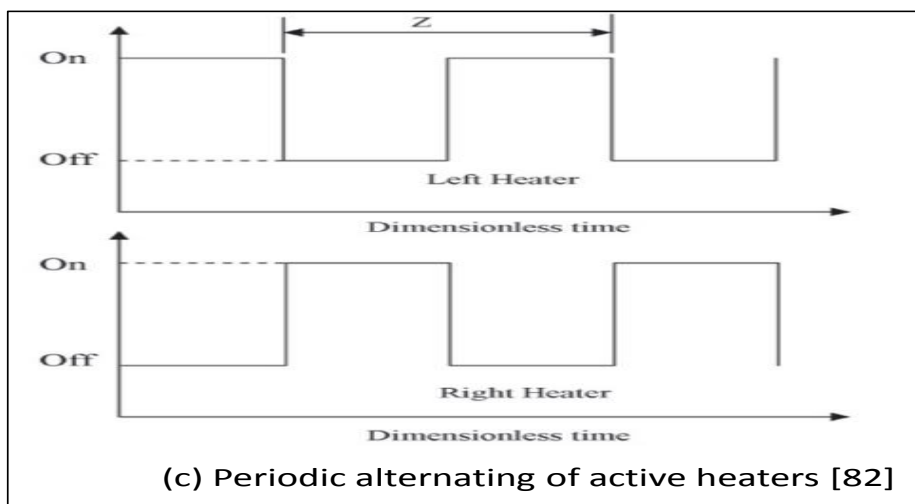 Z
On
Off
Left Heater
Dimensionless time
On
Off
Right Heater
Dimensionless time
(c) Periodic alternating of active heaters [82]